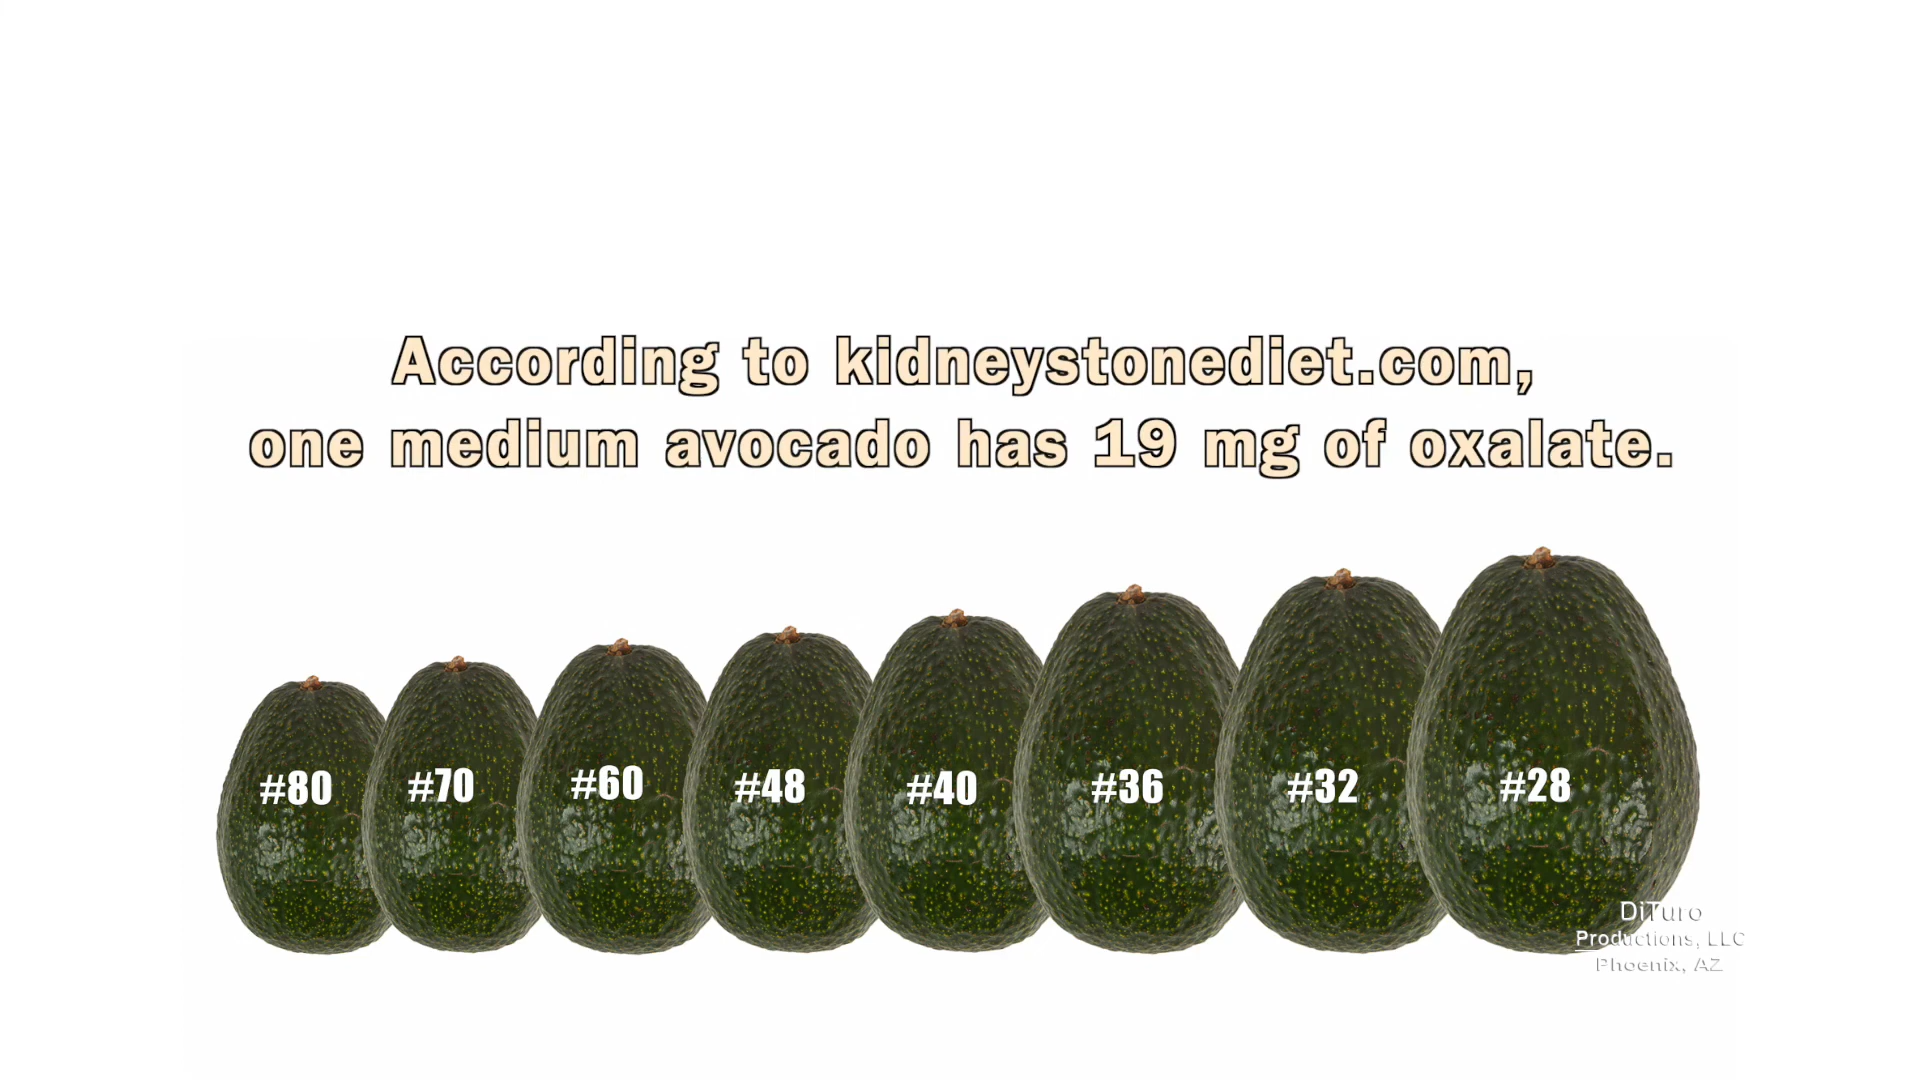 According to kidneystonediet.com,
one medium avocado has 19 mg of oxalate.
#80 #70 #60 #48 #40 #36 #32 #28
DiTuro
Productions, LLC
Phoenix, AZ